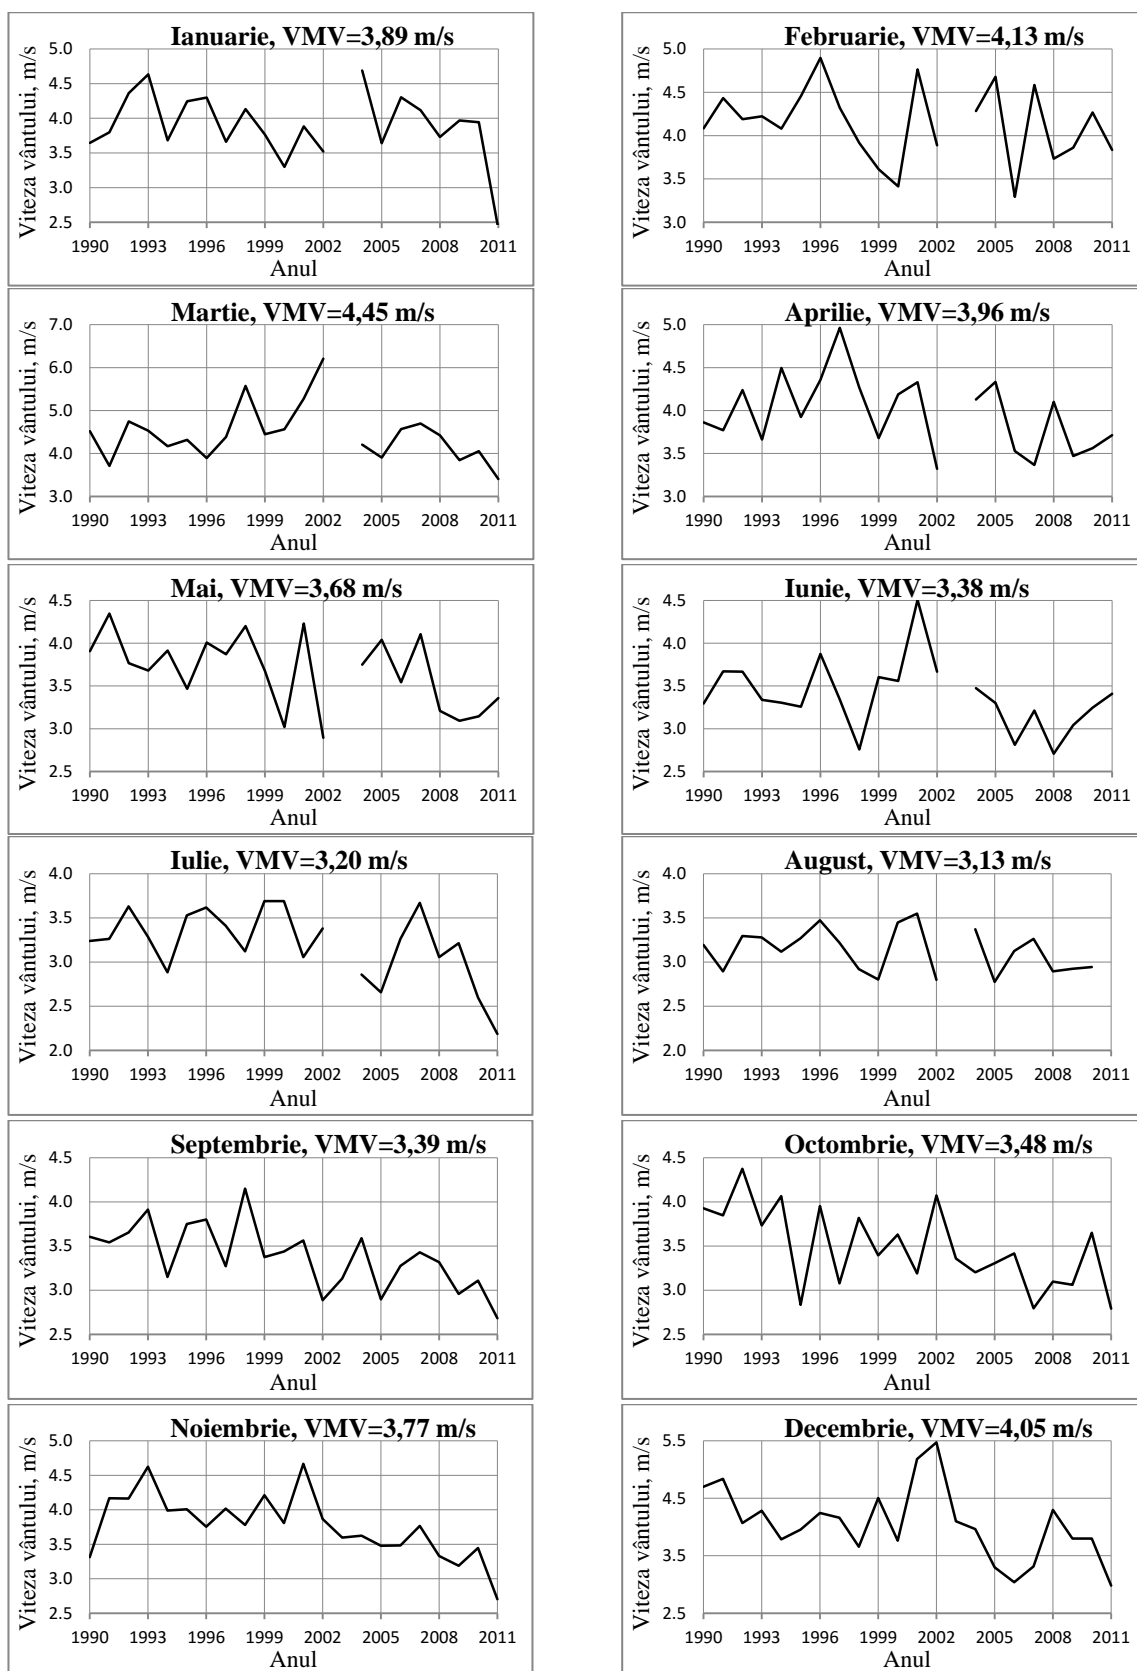 Ianuarie, VMV=3,89 m/s
Viteza vântului, m/s
5.0
4.5
4.0
3.5
3.0
2.5
1990 1993 1996 1999 2002 2005 2008 2011
Anul
Februarie, VMV=4,13 m/s
Viteza vântului, m/s
5.0
4.5
4.0
3.5
3.0
1990 1993 1996 1999 2002 2005 2008 2011
Anul
Martie, VMV=4,45 m/s
Viteza vântului, m/s
7.0
6.0
5.0
4.0
3.0
1990 1993 1996 1999 2002 2005 2008 2011
Anul
Aprilie, VMV=3,96 m/s
Viteza vântului, m/s
5.0
4.5
4.0
3.5
3.0
1990 1993 1996 1999 2002 2005 2008 2011
Anul
Mai, VMV=3,68 m/s
Viteza vântului, m/s
4.5
4.0
3.5
3.0
2.5
1990 1993 1996 1999 2002 2005 2008 2011
Anul
Iunie, VMV=3,38 m/s
Viteza vântului, m/s
4.5
4.0
3.5
3.0
2.5
1990 1993 1996 1999 2002 2005 2008 2011
Anul
Iulie, VMV=3,20 m/s
Viteza vântului, m/s
4.0
3.5
3.0
2.5
2.0
1990 1993 1996 1999 2002 2005 2008 2011
Anul
August, VMV=3,13 m/s
Viteza vântului, m/s
4.0
3.5
3.0
2.5
2.0
1990 1993 1996 1999 2002 2005 2008 2011
Anul
Septembrie, VMV=3,39 m/s
Viteza vântului, m/s
4.5
4.0
3.5
3.0
2.5
1990 1993 1996 1999 2002 2005 2008 2011
Anul
Octombrie, VMV=3,48 m/s
Viteza vântului, m/s
4.5
4.0
3.5
3.0
2.5
1990 1993 1996 1999 2002 2005 2008 2011
Anul
Noiembrie, VMV=3,77 m/s
Viteza vântului, m/s
5.0
4.5
4.0
3.5
3.0
2.5
1990 1993 1996 1999 2002 2005 2008 2011
Anul
Decembrie, VMV=4,05 m/s
Viteza vântului, m/s
5.5
4.5
3.5
2.5
1990 1993 1996 1999 2002 2005 2008 2011
Anul